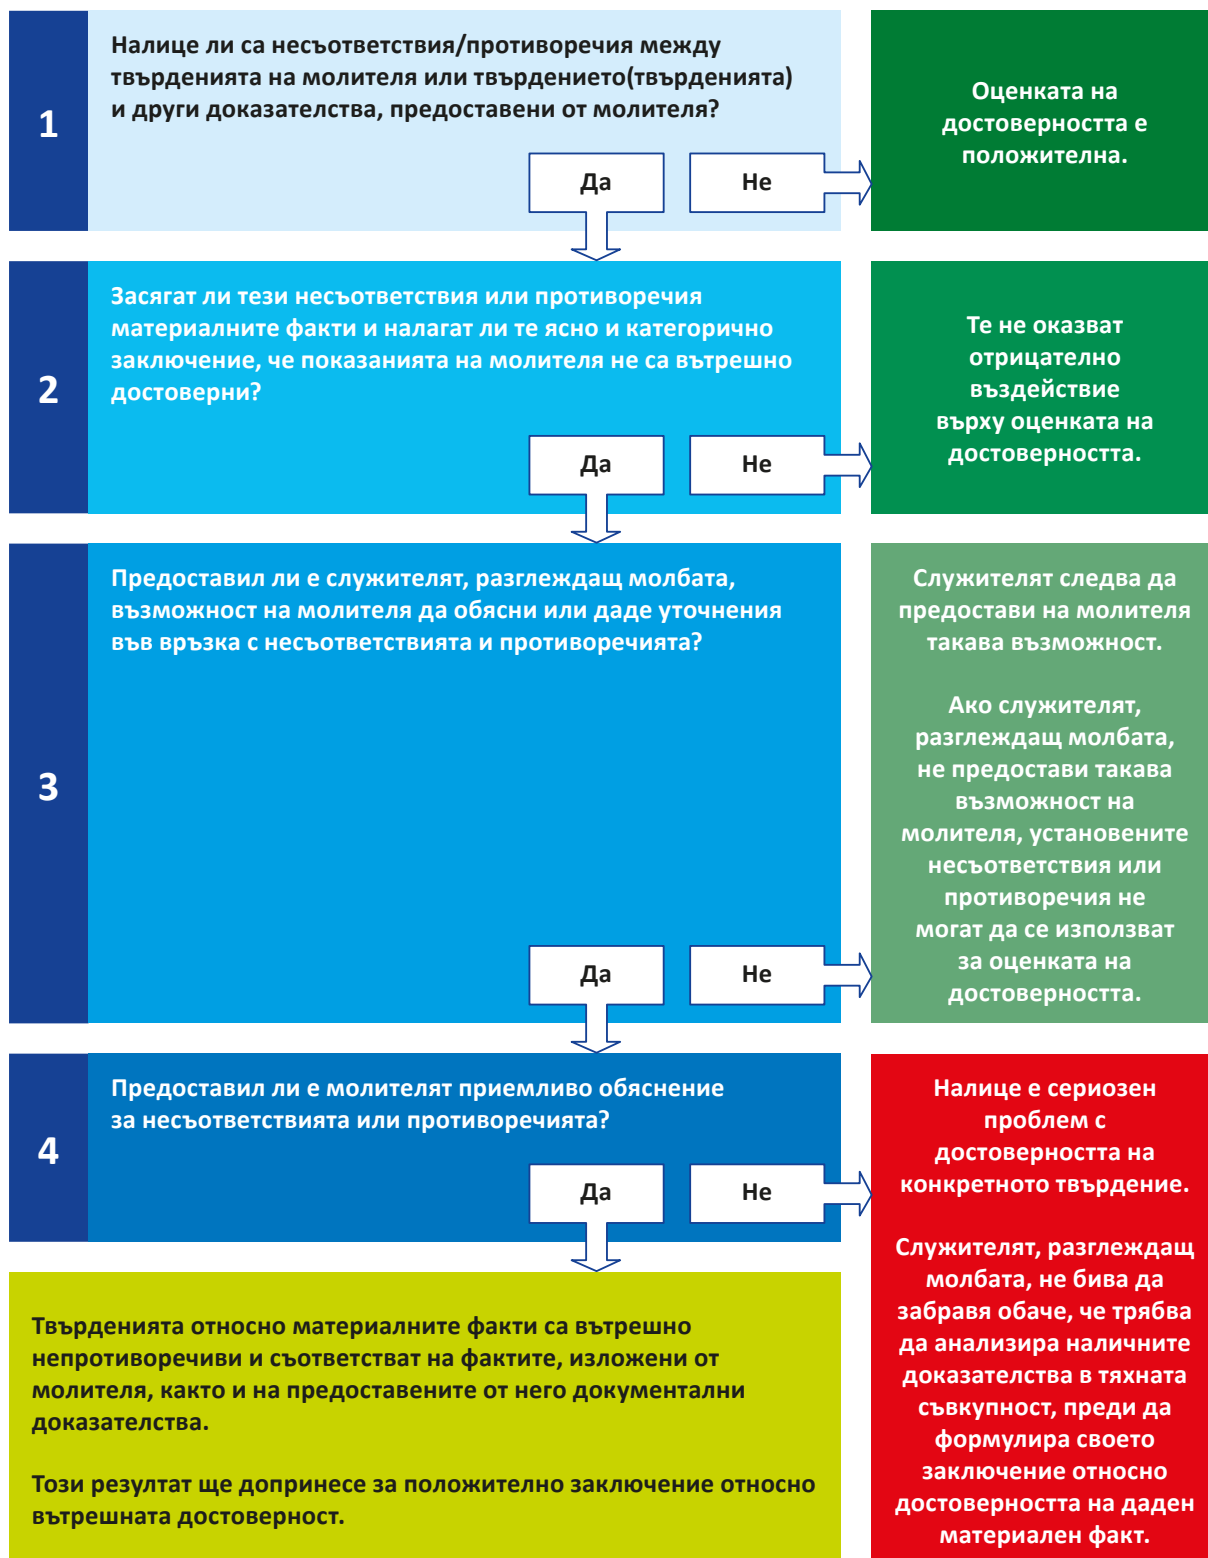 1
Налице ли са несъответствия/противоречия между
твърденията на молителя или твърдението(твърденията)
и други доказателства, предоставени от молителя?
Да
Не
Оценката на
достоверността е
положителна.
2
Засягат ли тези несъответствия или противоречия
материалните факти и налагат ли те ясно и категорично
заключение, че показанията на молителя не са вътрешно
достоверни?
Да
Не
Те не оказват
отрицателно
въздействие
върху оценката на
достоверността.
3
Предоставил ли е служителят, разглеждащ молбата,
възможност на молителя да обясни или даде уточнения
във връзка с несъответствията и противоречията?
Да
Не
Служителят следва да
предостави на молителя
такава възможност.
Ако служителят,
разглеждащ молбата,
не предостави такава
възможност на
молителя, установените
несъответствия или
противоречия не
могат да се използват
за оценката на
достоверността.
4
Предоставил ли е молителят приемливо обяснение
за несъответствията или противоречията?
Да
Не
Налице е сериозен
проблем с
достоверността на
конкретното твърдение.
Служителят, разглеждащ
молбата, не бива да
забравя обаче, че трябва
да анализира наличните
доказателства в тяхната
съвкупност, преди да
формулира своето
заключение относно
достоверността на даден
материален факт.
Твърденията относно материалните факти са вътрешно
непротиворечиви и съответстват на фактите, изложени от
молителя, както и на предоставените от него документални
доказателства.
Този резултат ще допринесе за положително заключение относно
вътрешната достоверност.